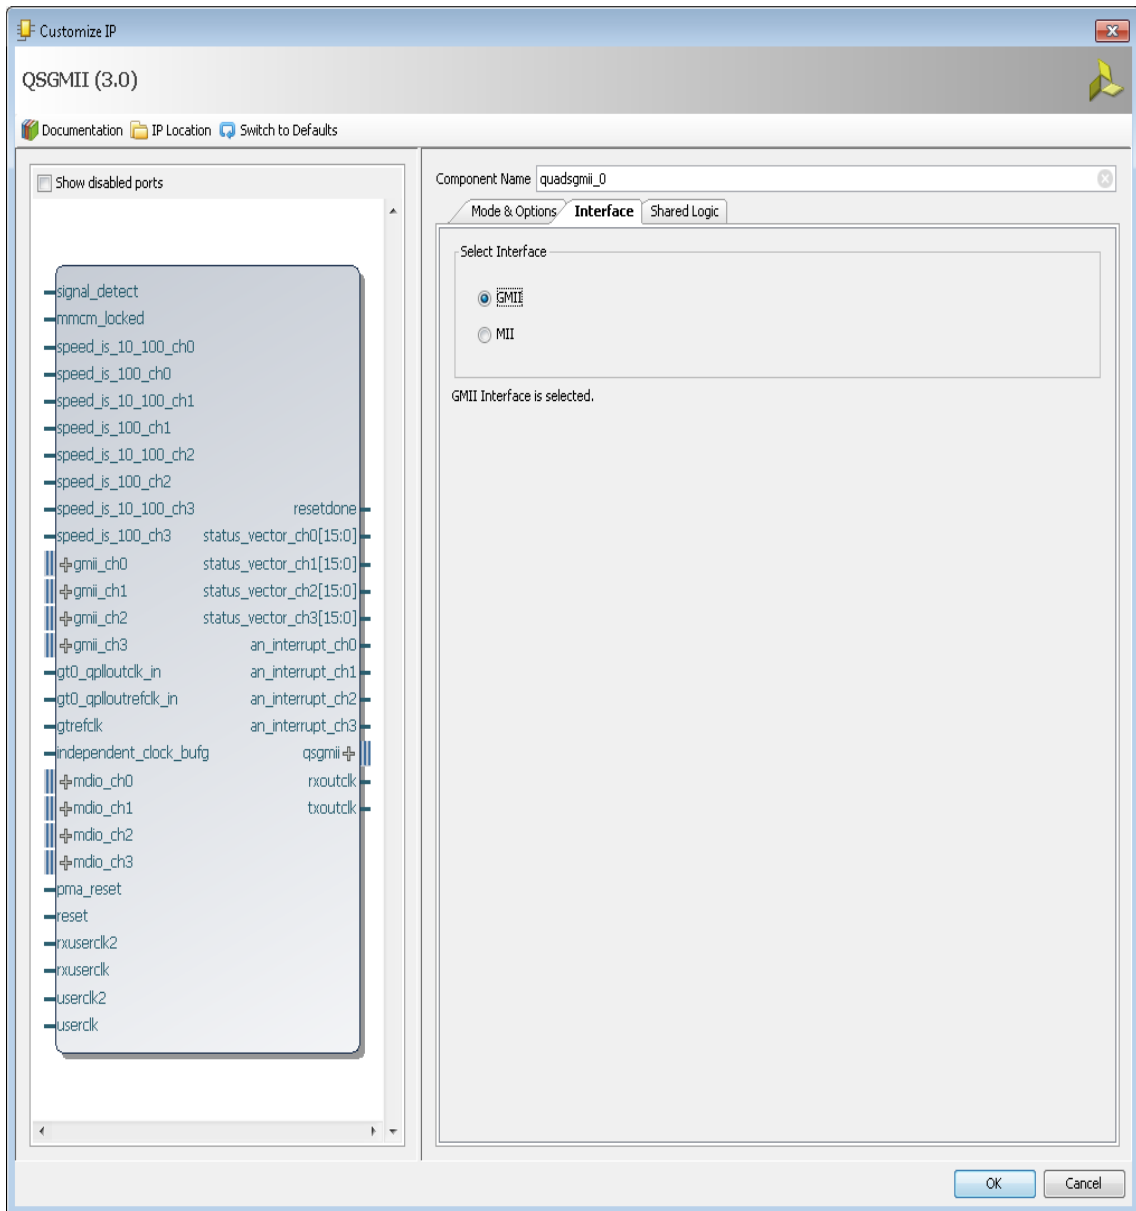 Customize IP
QSGMII (3.0)
Documentation IP Location Switch to Defaults
Show disabled ports
signal_detect
mmcm_locked
speed_is_10_100_ch0
speed_is_100_ch0
speed_is_10_100_ch1
speed_is_100_ch1
speed_is_10_100_ch2
speed_is_100_ch2
speed_is_10_100_ch3 resetdone
speed_is_100_ch3 status_vector_ch0[15:0]
gmii_ch0 status_vector_ch1[15:0]
gmii_ch1 status_vector_ch2[15:0]
gmii_ch2 status_vector_ch3[15:0]
gmii_ch3 an_interrupt_ch0
gt0_qplloutclk_in an_interrupt_ch1
gt0_qplloutrefclk_in an_interrupt_ch2
gtrefclk an_interrupt_ch3
independent_clock_bufg qsgmii
mdio_ch0 rxoutclk
mdio_ch1 txoutclk
mdio_ch2
mdio_ch3
pma_reset
reset
rxuserclk2
rxuserclk
userclk2
userclk
Component Name quadsgmii_0
Mode & Options Interface Shared Logic
Select Interface
GMII
MII
GMII Interface is selected.
OK Cancel